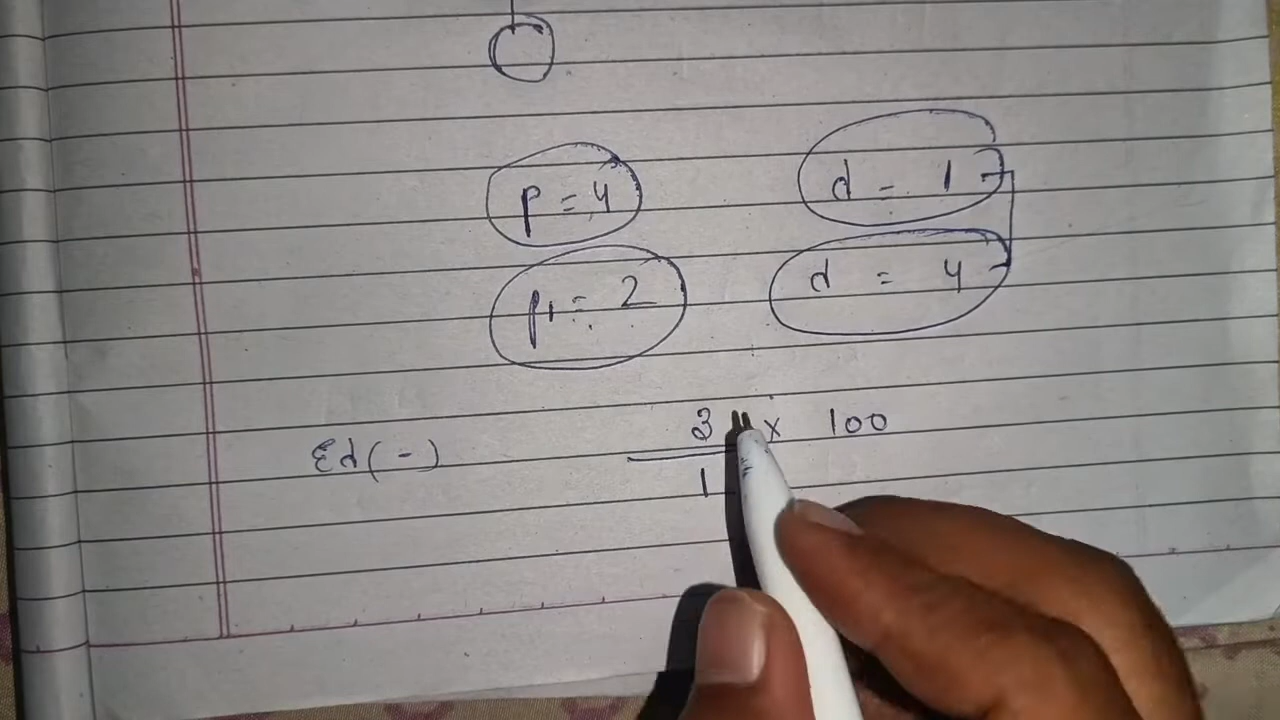 p = 4 d = 1
p1 = 2 d = 4
Ed (-) 3/1 x 100